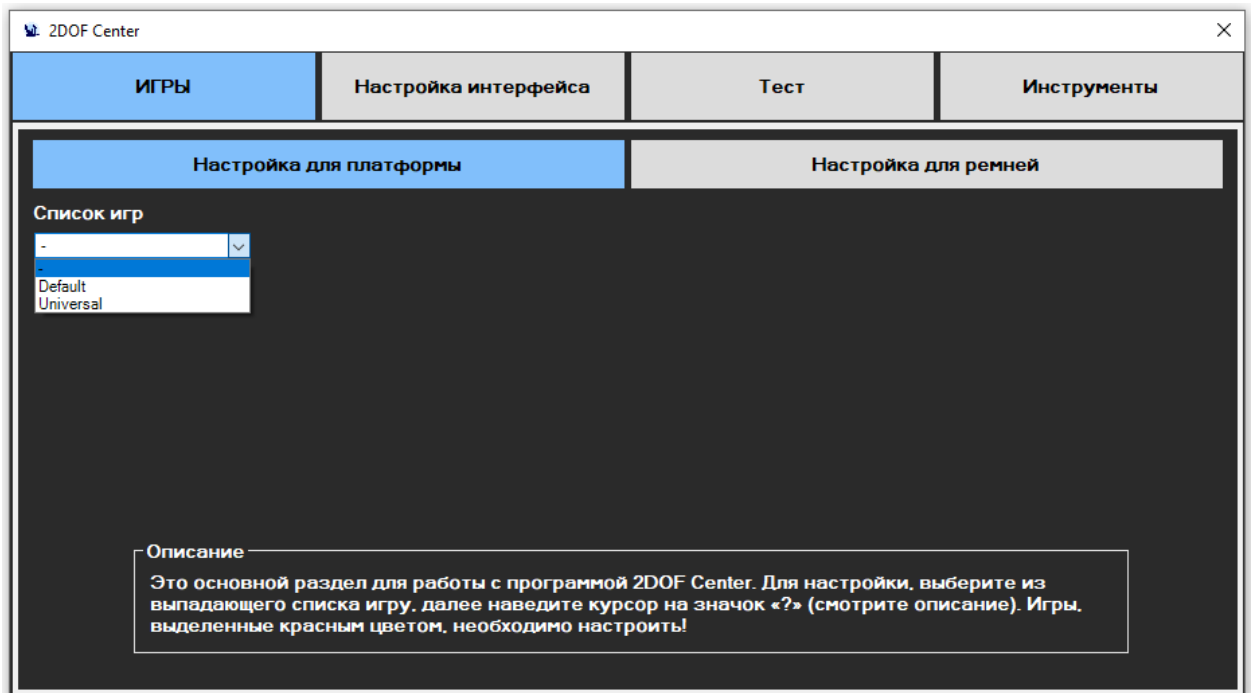 2DOF Center
ИГРЫ
Настройка интерфейса
Тест
Инструменты
Настройка для платформы
Настройка для ремней
Список игр
-
-
Default
Universal
Описание
Это основной раздел для работы с программой 2DOF Center. Для настройки, выберите из
выпадающего списка игру, далее наведите курсор на значок «?» (смотрите описание). Игры,
выделенные красным цветом, необходимо настроить!